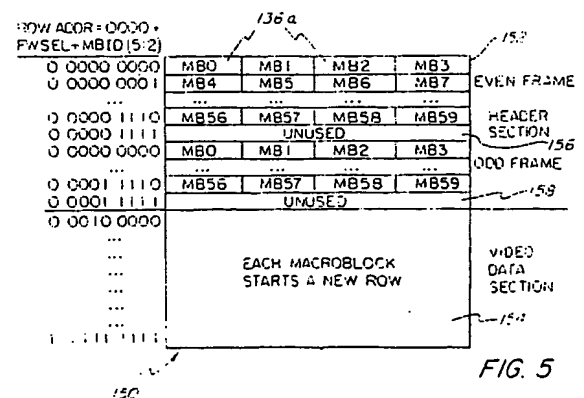 136a
ROW ADDR = 0000 +
FWSEL+MBID(5:2)
152
0 0000 0000 MB0 MB1 MB2 MB3
0 0000 0001 MB4 MB5 MB6 MB7 EVEN FRAME
... ... ... ... ...
0 0000 1110 MB56 MB57 MB58 MB59 HEADER
0 0000 1111 UNUSED SECTION
156
0 0000 0000 MB0 MB1 MB2 MB3
ODD FRAME
... ... ... ... ...
0 0001 1110 MB56 MB57 MB58 MB59
0 0001 1111 UNUSED 158
0 0010 0000
...
...
...
...
...
EACH MACROBLOCK
STARTS A NEW ROW
VIDEO
DATA
SECTION
154
150
FIG. 5